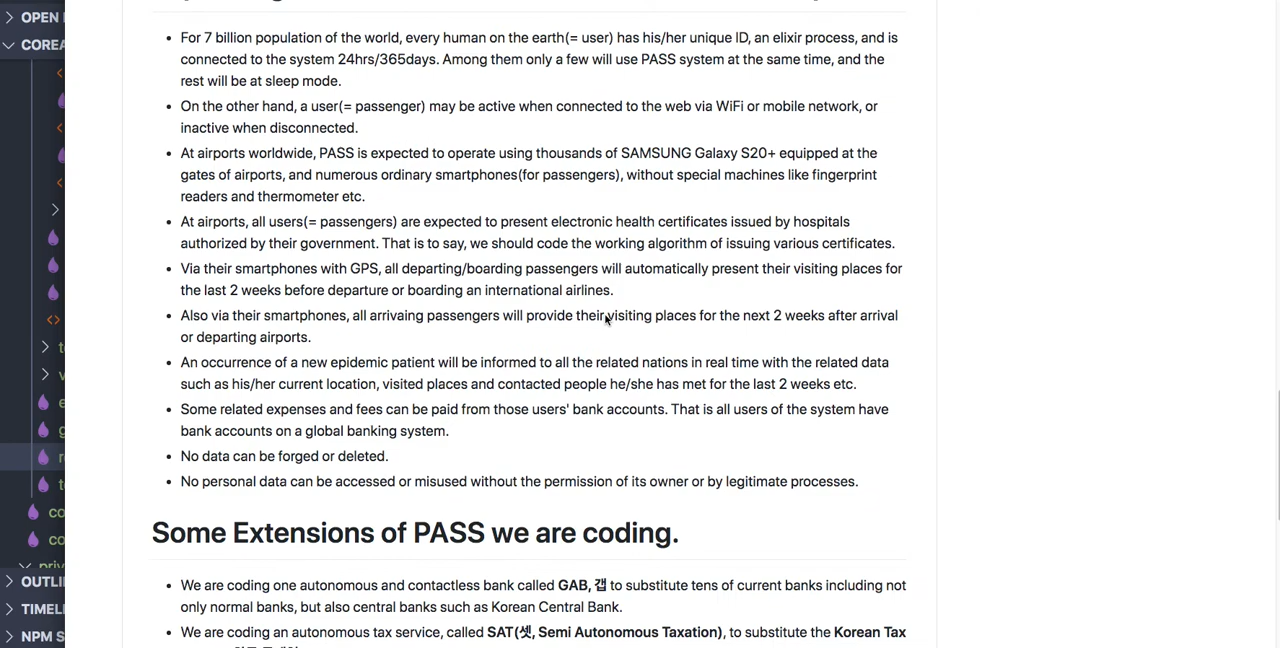 OPEN
COREA
For 7 billion population of the world, every human on the earth(= user) has his/her unique ID, an elixir process, and is
connected to the system 24hrs/365days. Among them only a few will use PASS system at the same time, and the
rest will be at sleep mode.
On the other hand, a user(= passenger) may be active when connected to the web via WiFi or mobile network, or
inactive when disconnected.
At airports worldwide, PASS is expected to operate using thousands of SAMSUNG Galaxy S20+ equipped at the
gates of airports, and numerous ordinary smartphones(for passengers), without special machines like fingerprint
readers and thermometer etc.
At airports, all users(= passengers) are expected to present electronic health certificates issued by hospitals
authorized by their government. That is to say, we should code the working algorithm of issuing various certificates.
Via their smartphones with GPS, all departing/boarding passengers will automatically present their visiting places for
the last 2 weeks before departure or boarding an international airlines.
Also via their smartphones, all arrivaing passengers will provide their visiting places for the next 2 weeks after arrival
or departing airports.
An occurrence of a new epidemic patient will be informed to all the related nations in real time with the related data
such as his/her current location, visited places and contacted people he/she has met for the last 2 weeks etc.
Some related expenses and fees can be paid from those users' bank accounts. That is all users of the system have
bank accounts on a global banking system.
No data can be forged or deleted.
No personal data can be accessed or misused without the permission of its owner or by legitimate processes.
Some Extensions of PASS we are coding.
We are coding one autonomous and contactless bank called GAB, 갭 to substitute tens of current banks including not
only normal banks, but also central banks such as Korean Central Bank.
We are coding an autonomous tax service, called SAT(셋, Semi Autonomous Taxation), to substitute the Korean Tax
t
v
e
g
r
t
co
co
priv
OUTLI
TIMEL
NPM S